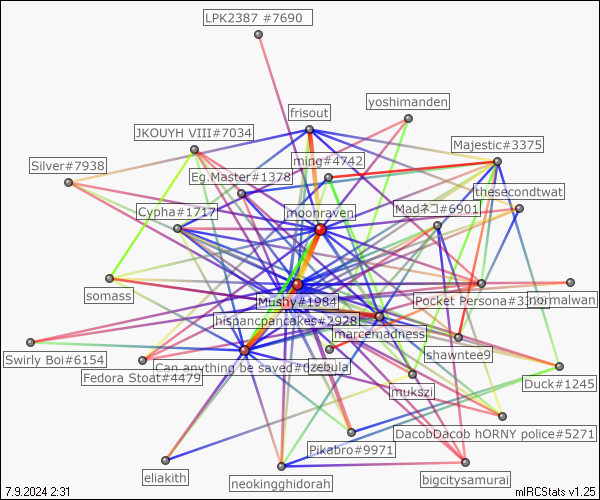 LPK2387 #7690
yoshimanden
frisout
JKOUYH VIII#7034
Majestic#3375
ming#4742
Silver#7938
Eg.Master#1378
thesecondtwat
Cypha#1717
moonraven
Madネコ#6901
somass
Mushy#1984
Pocket Persona#33
normalwan
hispancpancakes#2928
marcemadness
Swirly Boi#6154
shawntee9
Can anything be saved#0
zebula
Fedora Stoat#4479
Duck#1245
mukszi
DacobDacob hORNY police#5271
Pikabro#9971
eliakith
neokingghidorah
bigcitysamurai
7.9.2024 2:31
mIRCStats v1.25